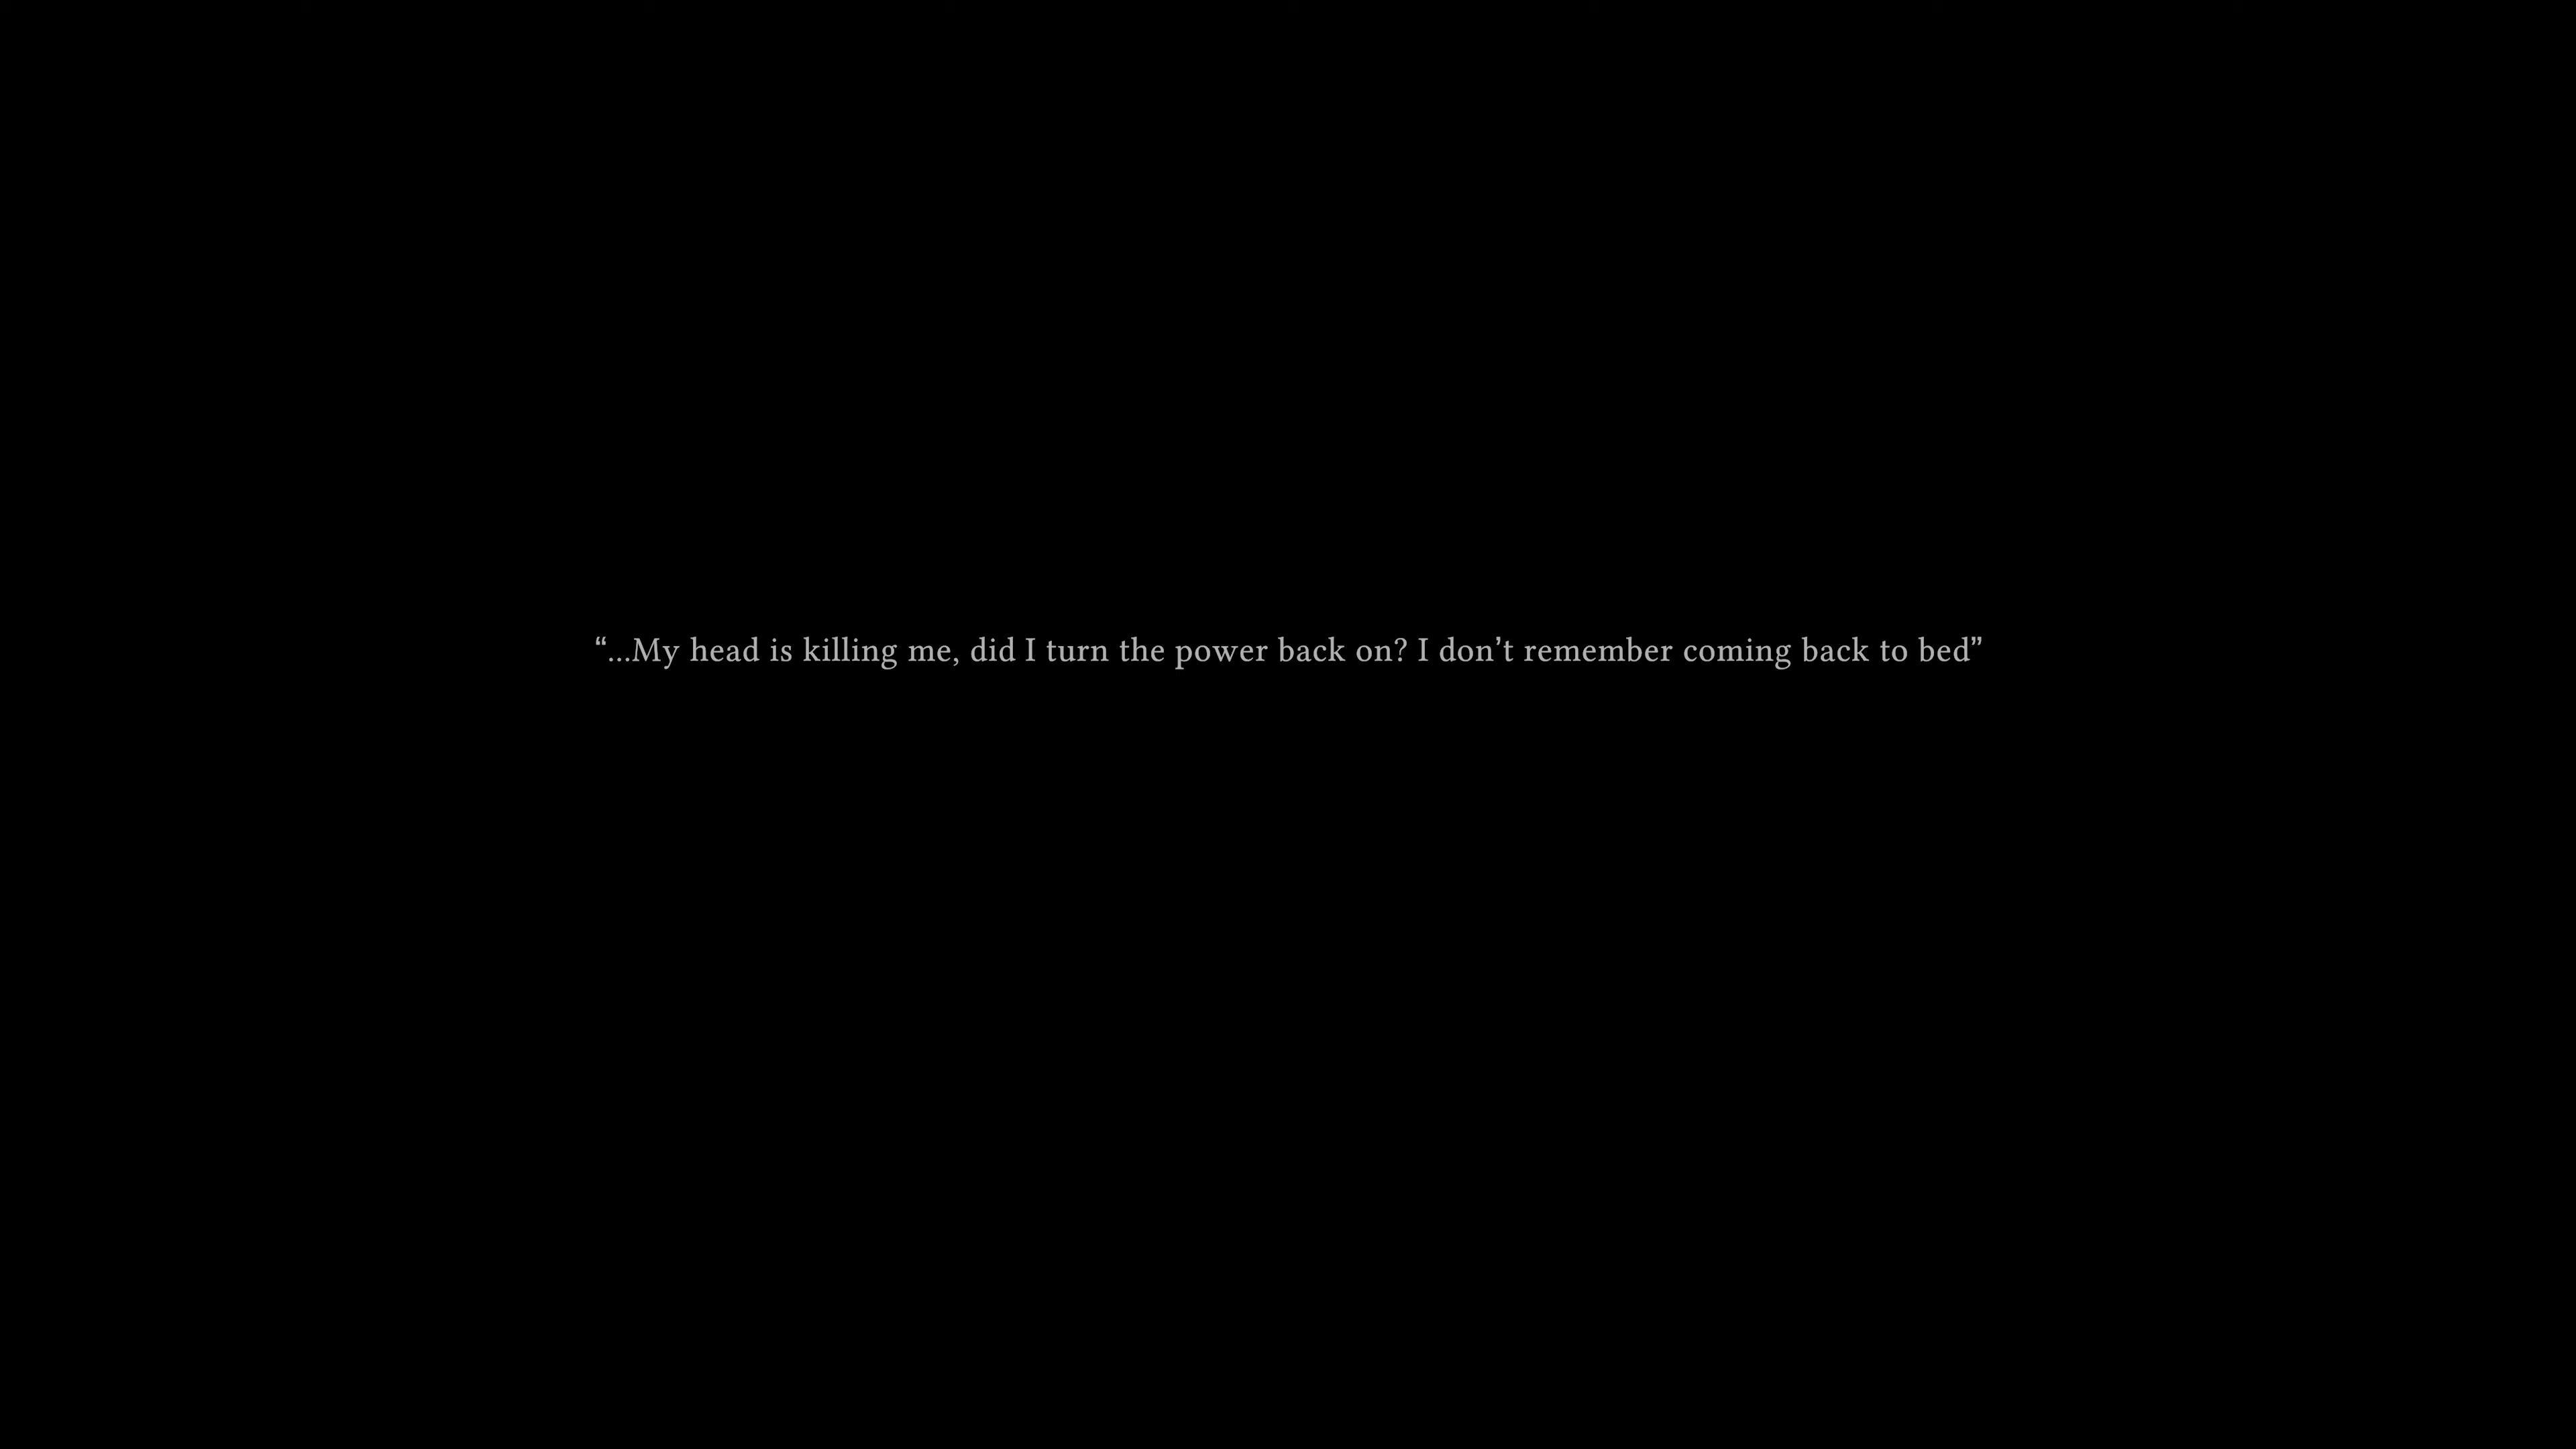 “...My head is killing me, did I turn the power back on? I don’t remember coming back to bed”